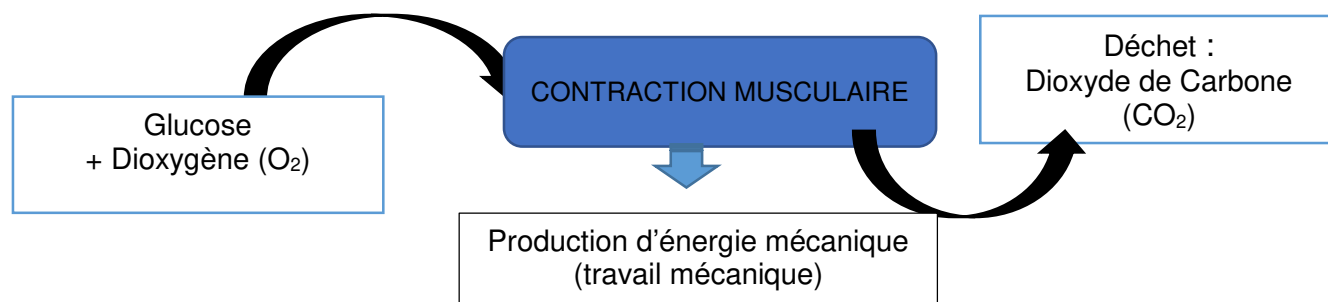 Glucose
+ Dioxygène (O₂)
CONTRACTION MUSCULAIRE
Déchet :
Dioxyde de Carbone
(CO₂)
Production d'énergie mécanique
(travail mécanique)